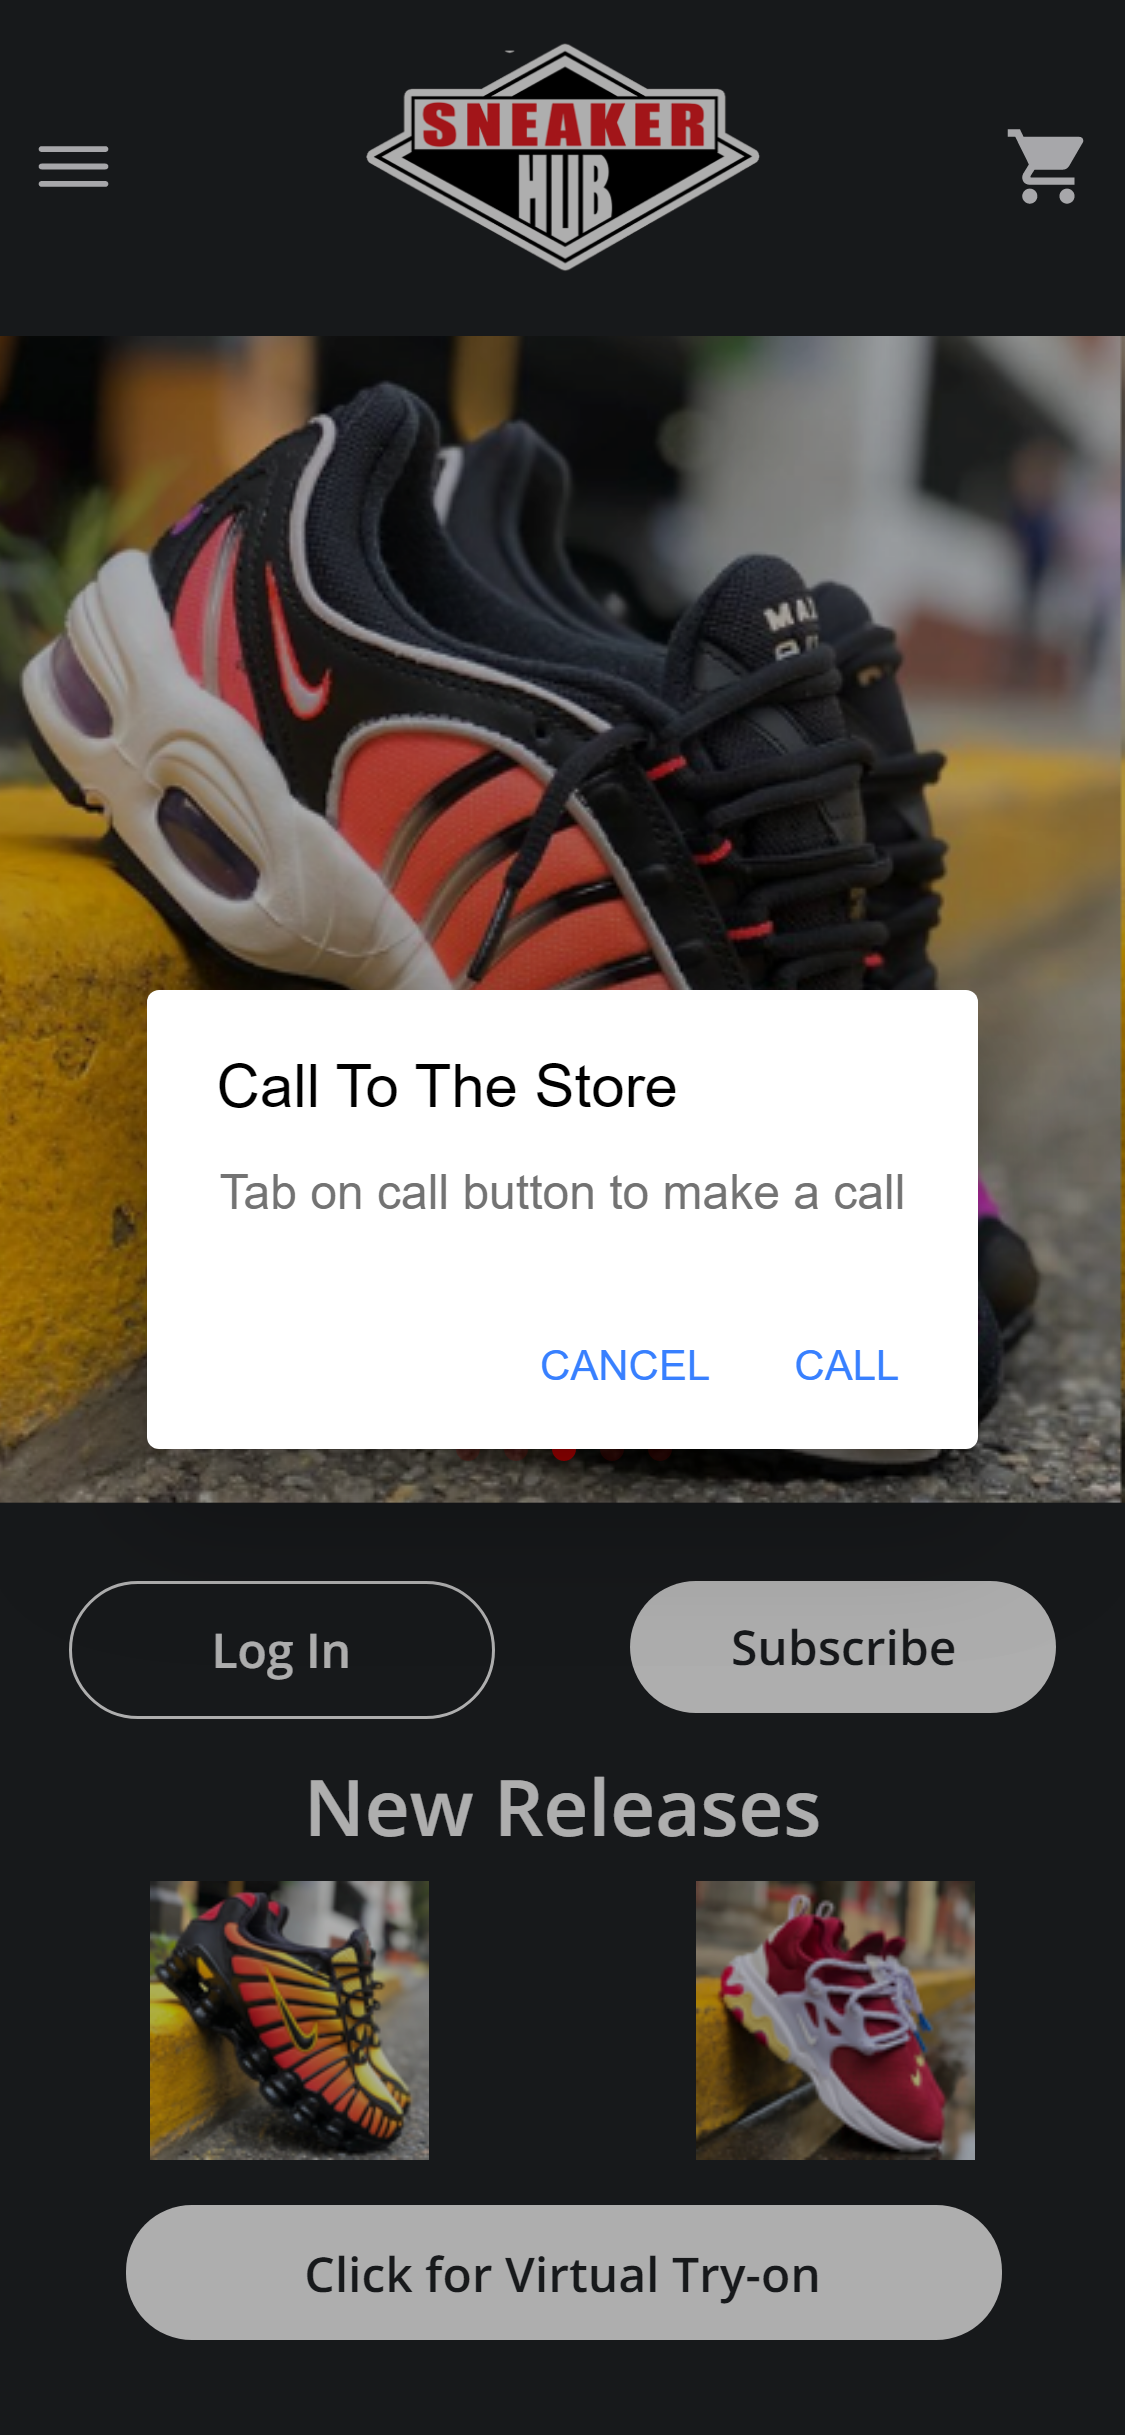 SNEAKER
HUB
Call To The Store
Tab on call button to make a call
CANCEL CALL
Log In Subscribe
New Releases
Click for Virtual Try-on